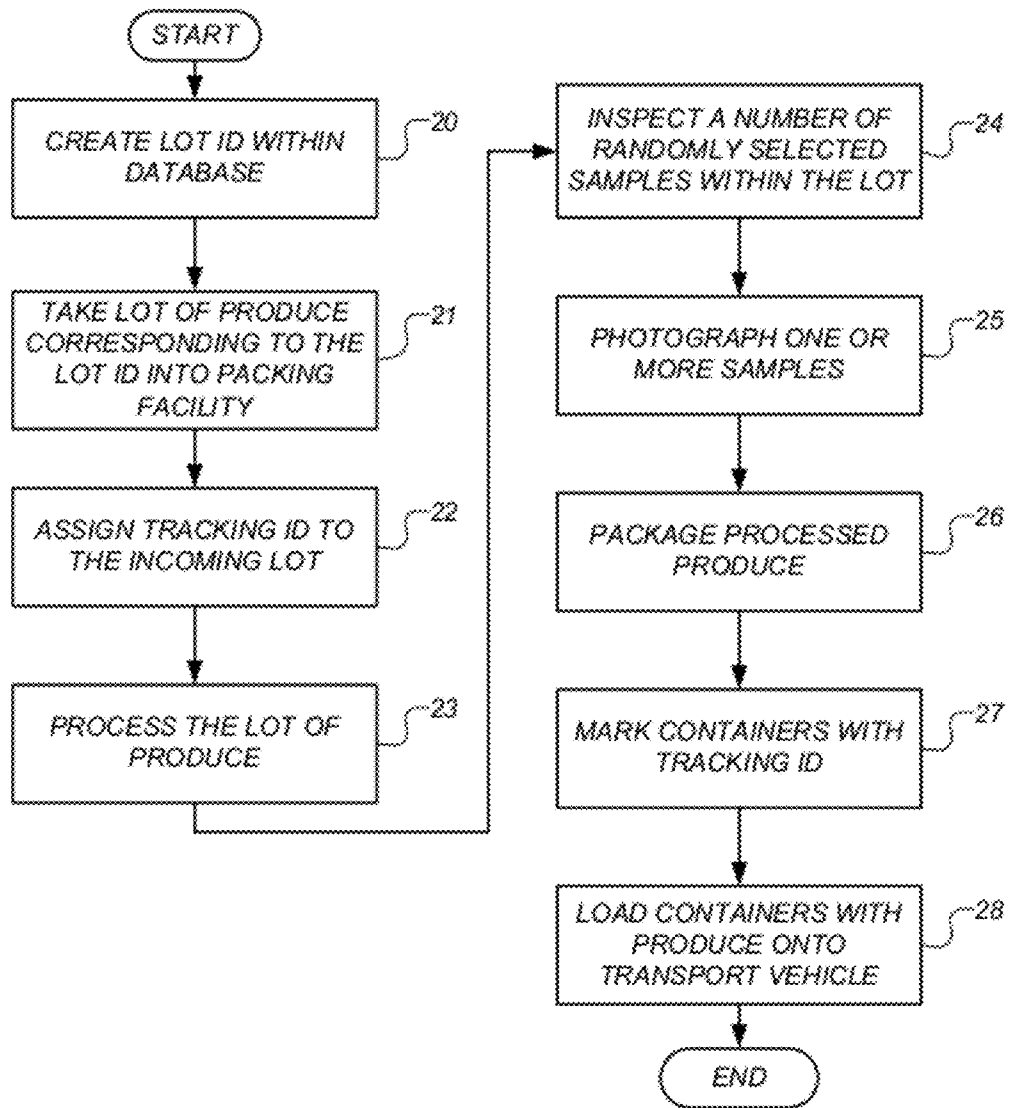 START
CREATE LOT ID WITHIN
DATABASE
20
TAKE LOT OF PRODUCE
CORRESPONDING TO THE
LOT ID INTO PACKING
FACILITY
21
ASSIGN TRACKING ID TO
THE INCOMING LOT
22
PROCESS THE LOT OF
PRODUCE
23
INSPECT A NUMBER OF
RANDOMLY SELECTED
SAMPLES WITHIN THE LOT
24
PHOTOGRAPH ONE OR
MORE SAMPLES
25
PACKAGE PROCESSED
PRODUCE
26
MARK CONTAINERS WITH
TRACKING ID
27
LOAD CONTAINERS WITH
PRODUCE ONTO
TRANSPORT VEHICLE
28
END